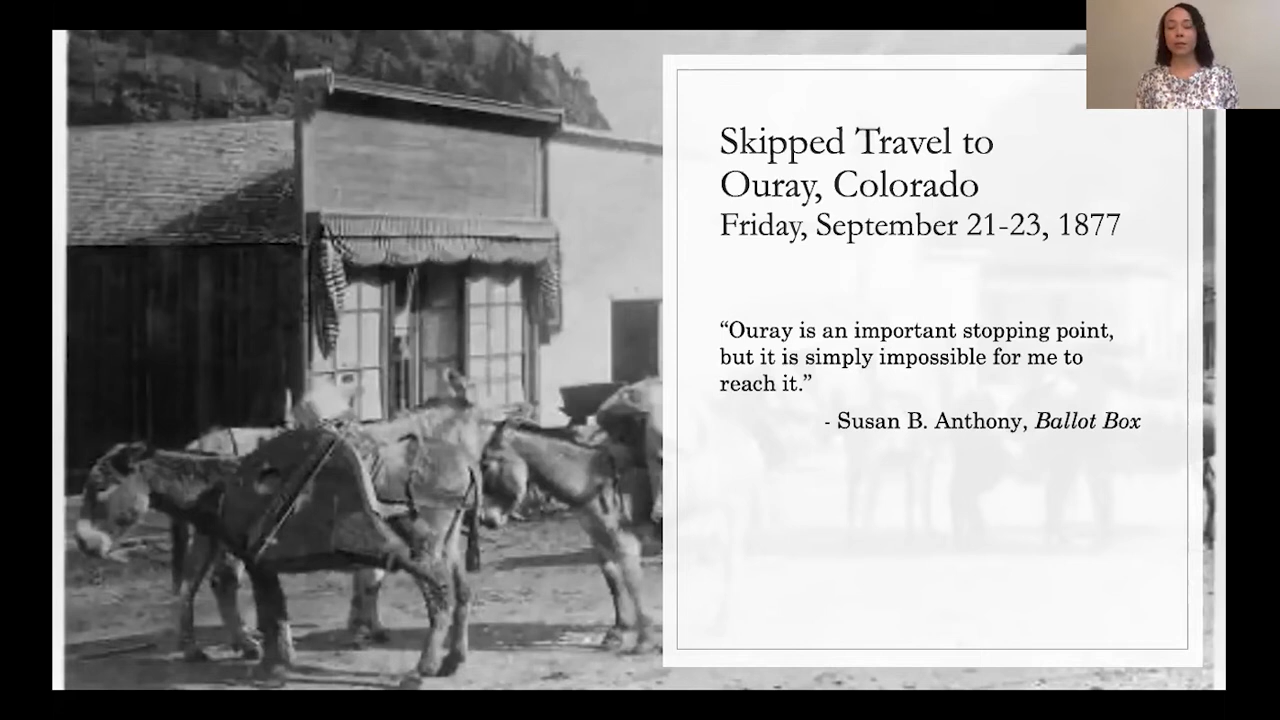 Skipped Travel to
Ouray, Colorado
Friday, September 21-23, 1877
“Ouray is an important stopping point,
but it is simply impossible for me to
reach it.”
- Susan B. Anthony, Ballot Box